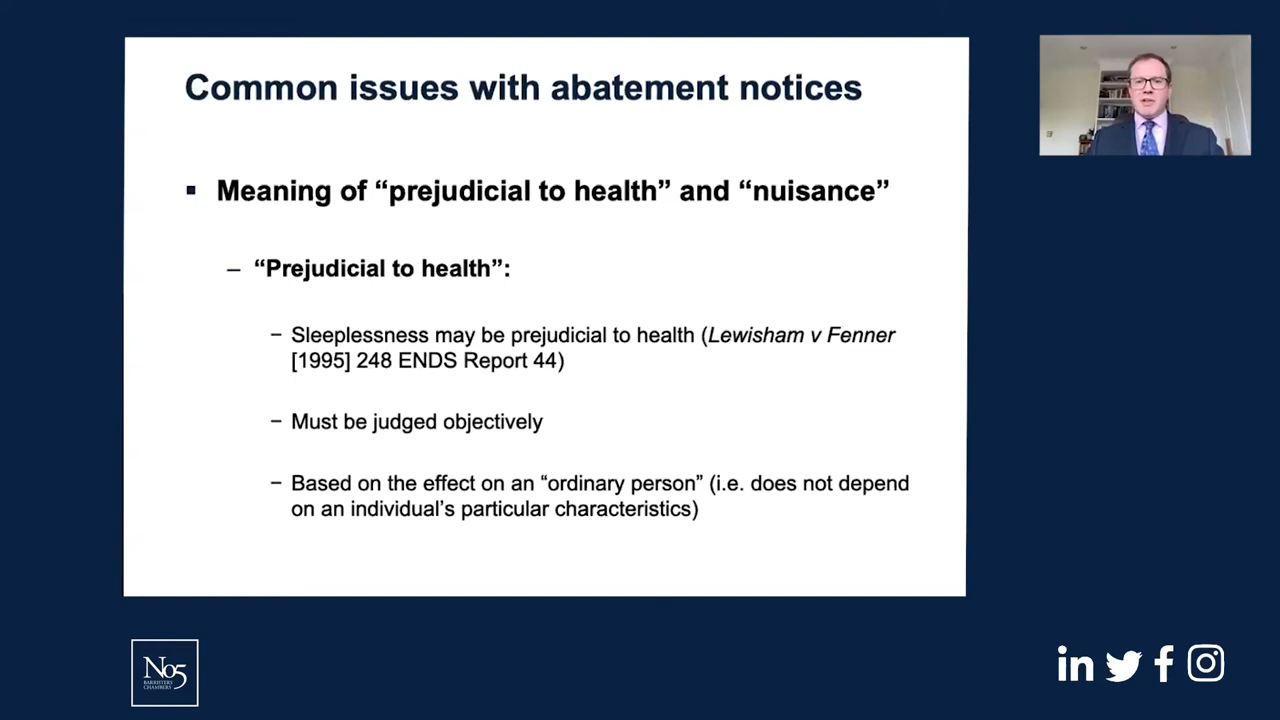 Common issues with abatement notices
▪ Meaning of “prejudicial to health” and “nuisance”
– “Prejudicial to health”:
− Sleeplessness may be prejudicial to health (Lewisham v Fenner
[1995] 248 ENDS Report 44)
− Must be judged objectively
− Based on the effect on an “ordinary person” (i.e. does not depend
on an individual’s particular characteristics)
No5
BARRISTERS
CHAMBERS
in